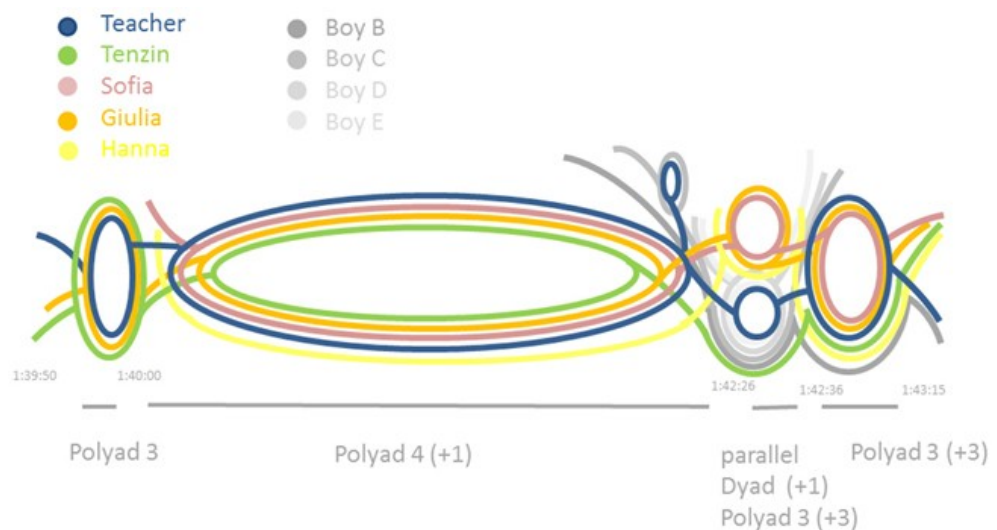 Teacher
Tenzin
Sofia
Giulia
Hanna
Boy B
Boy C
Boy D
Boy E
1:39:50
1:40:00
1:42:26
1:42:36
1:43:15
Polyad 3
Polyad 4 (+1)
parallel
Dyad (+1)
Polyad 3 (+3)
Polyad 3 (+3)